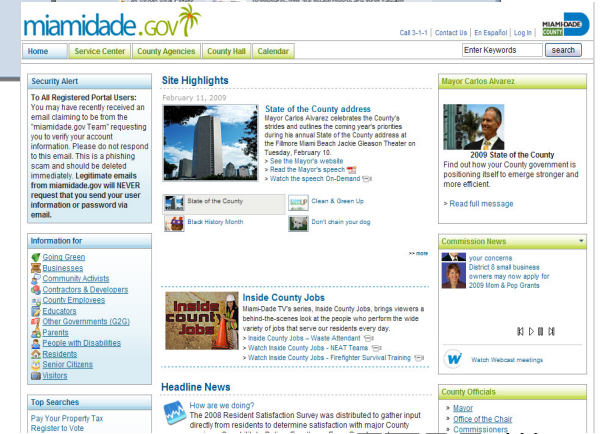 miamidade.gov
Call 3-1-1 | Contact Us | En Español | Log In |
MIAMI-DADE
COUNTY
Home
Service Center
County Agencies
County Hall
Calendar
Enter Keywords
search
Security Alert
To All Registered Portal Users:
You may have recently received an
email claiming to be from the
"miamidade.gov Team" requesting
you to verify your account
information. Please do not respond
to this email. This is a phishing
scam and should be deleted
immediately. Legitimate emails
from miamidade.gov will NEVER
request that you send your user
information or password via
email.
Information for
Going Green
Businesses
Community Activists
Contractors & Developers
County Employees
Educators
Other Governments (G2G)
Parents
People with Disabilities
Residents
Senior Citizens
Visitors
Top Searches
Pay Your Property Tax
Register to Vote
Site Highlights
February 11, 2009
State of the County address
Mayor Carlos Alvarez celebrates the County's
strides and outlines the coming year's priorities
during his annual State of the County address at
the Fillmore Miami Beach Jackie Gleason Theater on
Tuesday, February 10.
> See the Mayor's website
> Read the Mayor's speech
> Watch the speech On-Demand
State of the County
Clean & Green Up
Black History Month
Don't chain your dog
>> more
inside
county
jobs
Inside County Jobs
Miami-Dade TV's series, Inside County Jobs, brings viewers a
behind-the-scenes look at the people who perform the wide
variety of jobs that serve our residents every day.
> Inside County Jobs – Waste Attendant
> Watch Inside County Jobs - NEAT Teams
> Watch Inside County Jobs - Firefighter Survival Training
Headline News
How are we doing?
The 2008 Resident Satisfaction Survey was distributed to gather input
directly from residents to determine satisfaction with major County
Mayor Carlos Alvarez
2009 State of the County
Find out how your County government is
positioning itself to emerge stronger and
more efficient.
> Read full message
Commission News
your concerns
District 8 small business
owners may now apply for
2009 Mom & Pop Grants
W
Watch Webcast meetings
County Officials
> Mayor
> Office of the Chair
> Commissioners